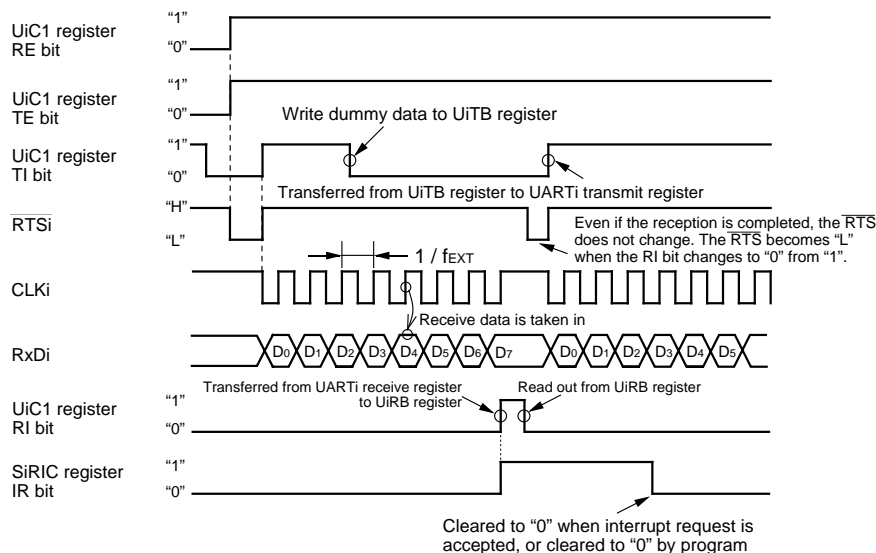 UiC1 register
RE bit
“1”
“0”
UiC1 register
TE bit
“1”
“0”
Write dummy data to UiTB register
UiC1 register
TI bit
“1”
“0”
Transferred from UiTB register to UARTi transmit register
RTSi
“H”
“L”
Even if the reception is completed, the RTS
does not change. The RTS becomes “L”
when the RI bit changes to “0” from “1”.
1 / fEXT
CLKi
Receive data is taken in
RxDi
D0 D1 D2 D3 D4 D5 D6 D7 D0 D1 D2 D3 D4 D5
Transferred from UARTi receive register
to UiRB register
Read out from UiRB register
UiC1 register
RI bit
“1”
“0”
SiRIC register
IR bit
“1”
“0”
Cleared to “0” when interrupt request is
accepted, or cleared to “0” by program